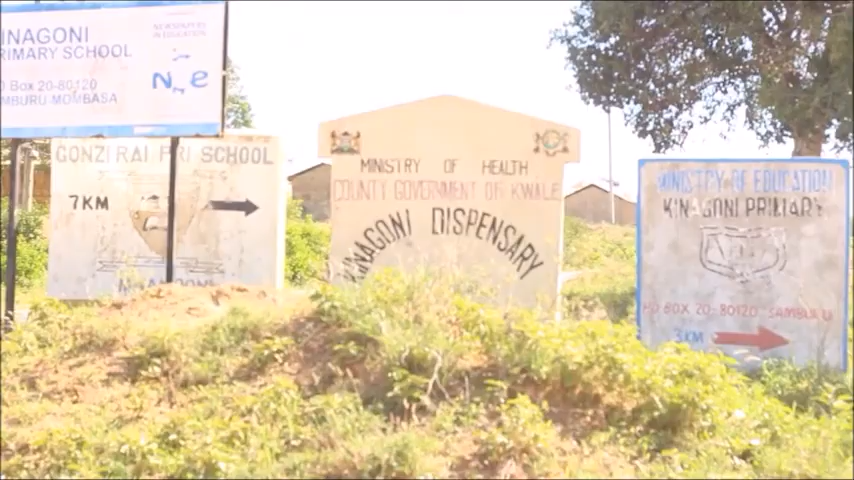 INAGONI
RIMARY SCHOOL
NEWSPAPERS
IN EDUCATION
O Box 20-80120
MBURU MOMBASA
GONZI RAI PRI SCHOOL
7KM
MINISTRY OF HEALTH
COUNTY GOVERNMENT OF KWALE
KINAGONI DISPENSARY
MINISTRY OF EDUCATION
KINAGONI PRIMARY
PO BOX 20-80120 SAMBURU
3KM